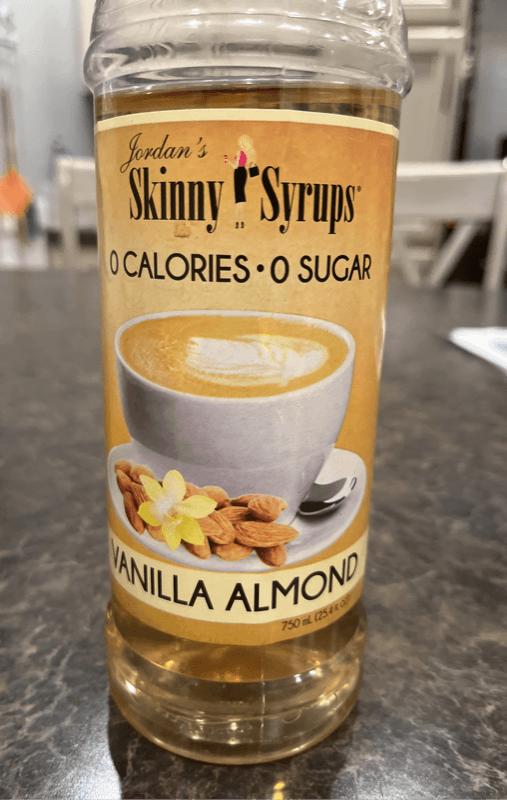 Jordan's
Skinny Syrups®
0 CALORIES • 0 SUGAR
VANILLA ALMOND
750 mL (25.4 fl oz)